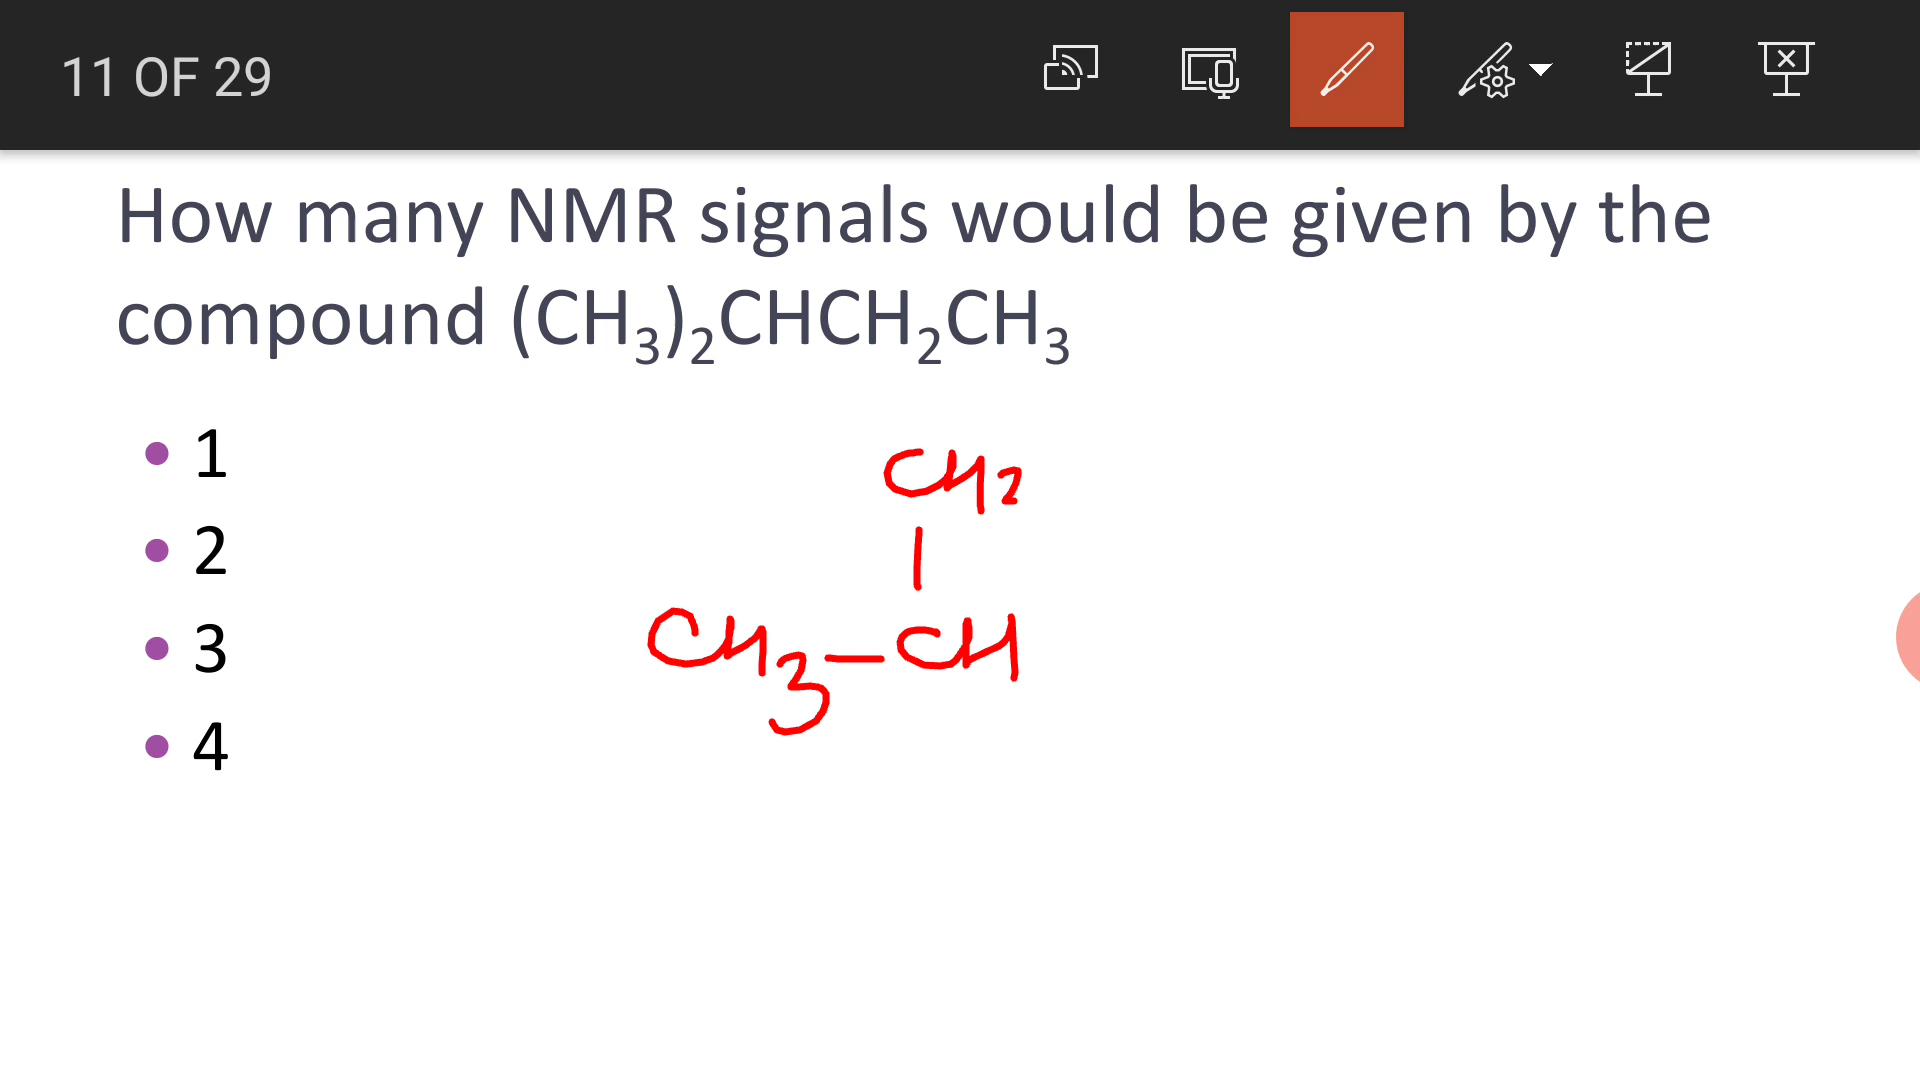 11 OF 29
How many NMR signals would be given by the
compound (CH₃)₂CHCH₂CH₃
• 1
• 2
• 3
• 4
CH₂
CH₃–CH